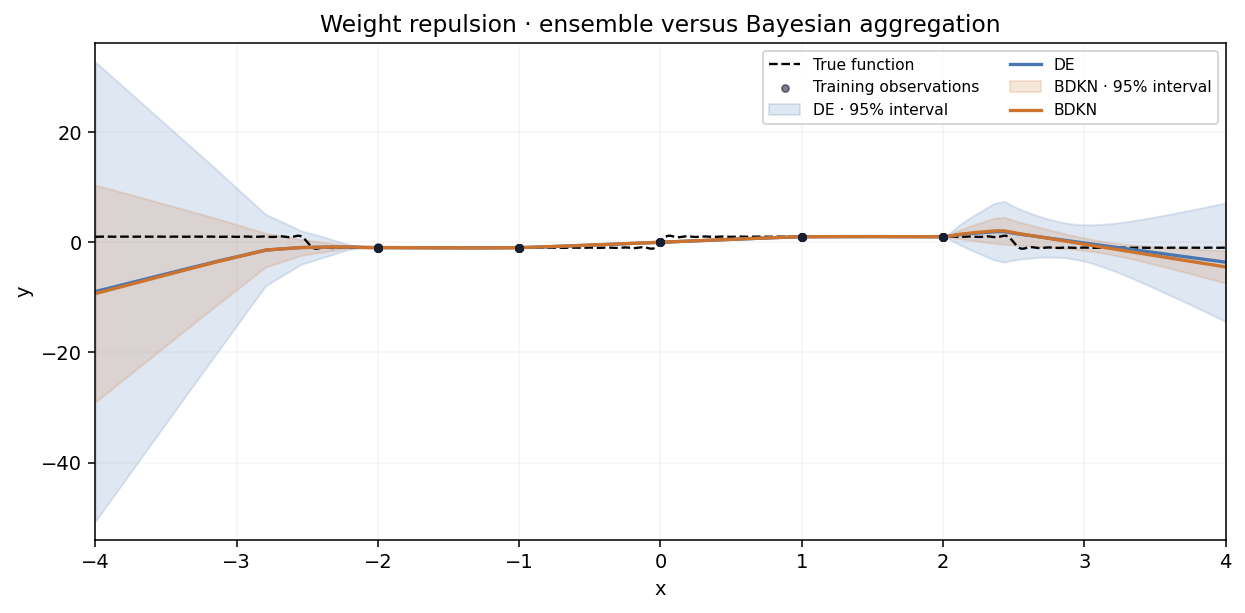 Weight repulsion · ensemble versus Bayesian aggregation
True function
Training observations
DE · 95% interval
DE
BDKN · 95% interval
BDKN
y
20
0
−20
−40
−4
−3
−2
−1
0
1
2
3
4
x